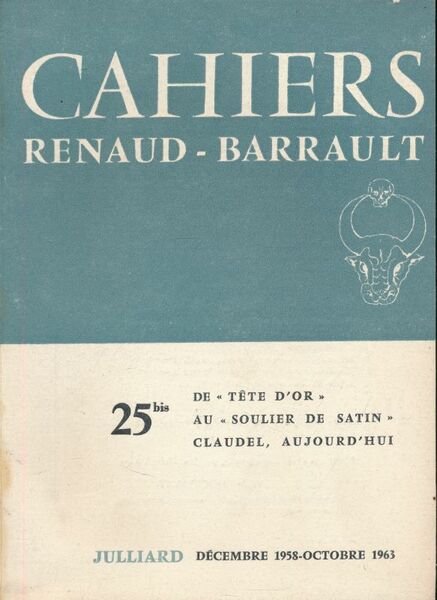 CAHIERS
RENAUD - BARRAULT
25bis
DE « TÊTE D'OR »
AU « SOULIER DE SATIN »
CLAUDEL, AUJOURD'HUI
JULLIARD DÉCEMBRE 1958-OCTOBRE 1963